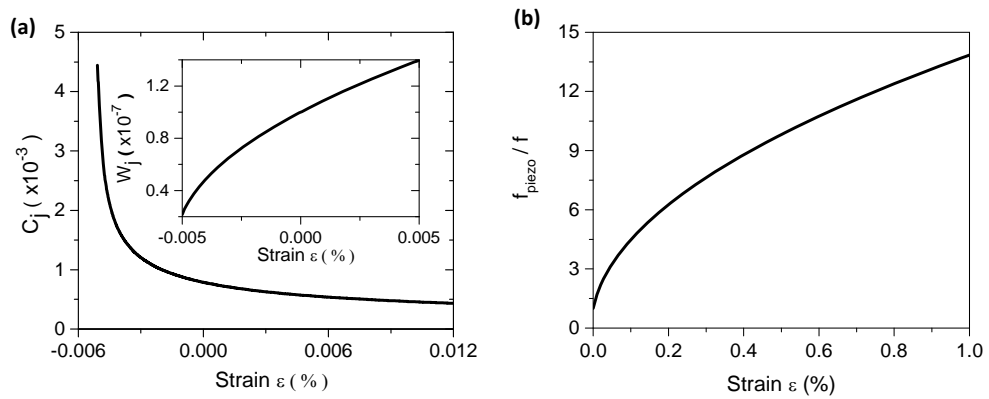 (a)
5
4
3
2
1
0
C_j ( x10^-3)
-0.006 0.000 0.006 0.012
Strain ε ( % )
1.2
0.8
0.4
W_j ( x10^-7)
-0.005 0.000 0.005
Strain ε ( % )
(b)
15
12
9
6
3
0
f_piezo / f
0.0 0.2 0.4 0.6 0.8 1.0
Strain ε (%)